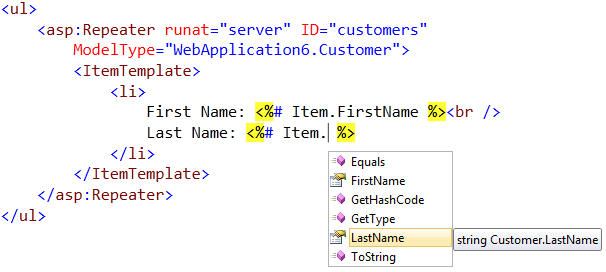 <ul>
<asp:Repeater runat="server" ID="customers"
ModelType="WebApplication6.Customer">
<ItemTemplate>
<li>
First Name: <%# Item.FirstName %><br />
Last Name: <%# Item. %>
</li>
</ItemTemplate>
</asp:Repeater>
</ul>
Equals
FirstName
GetHashCode
GetType
LastName
string Customer.LastName
ToString